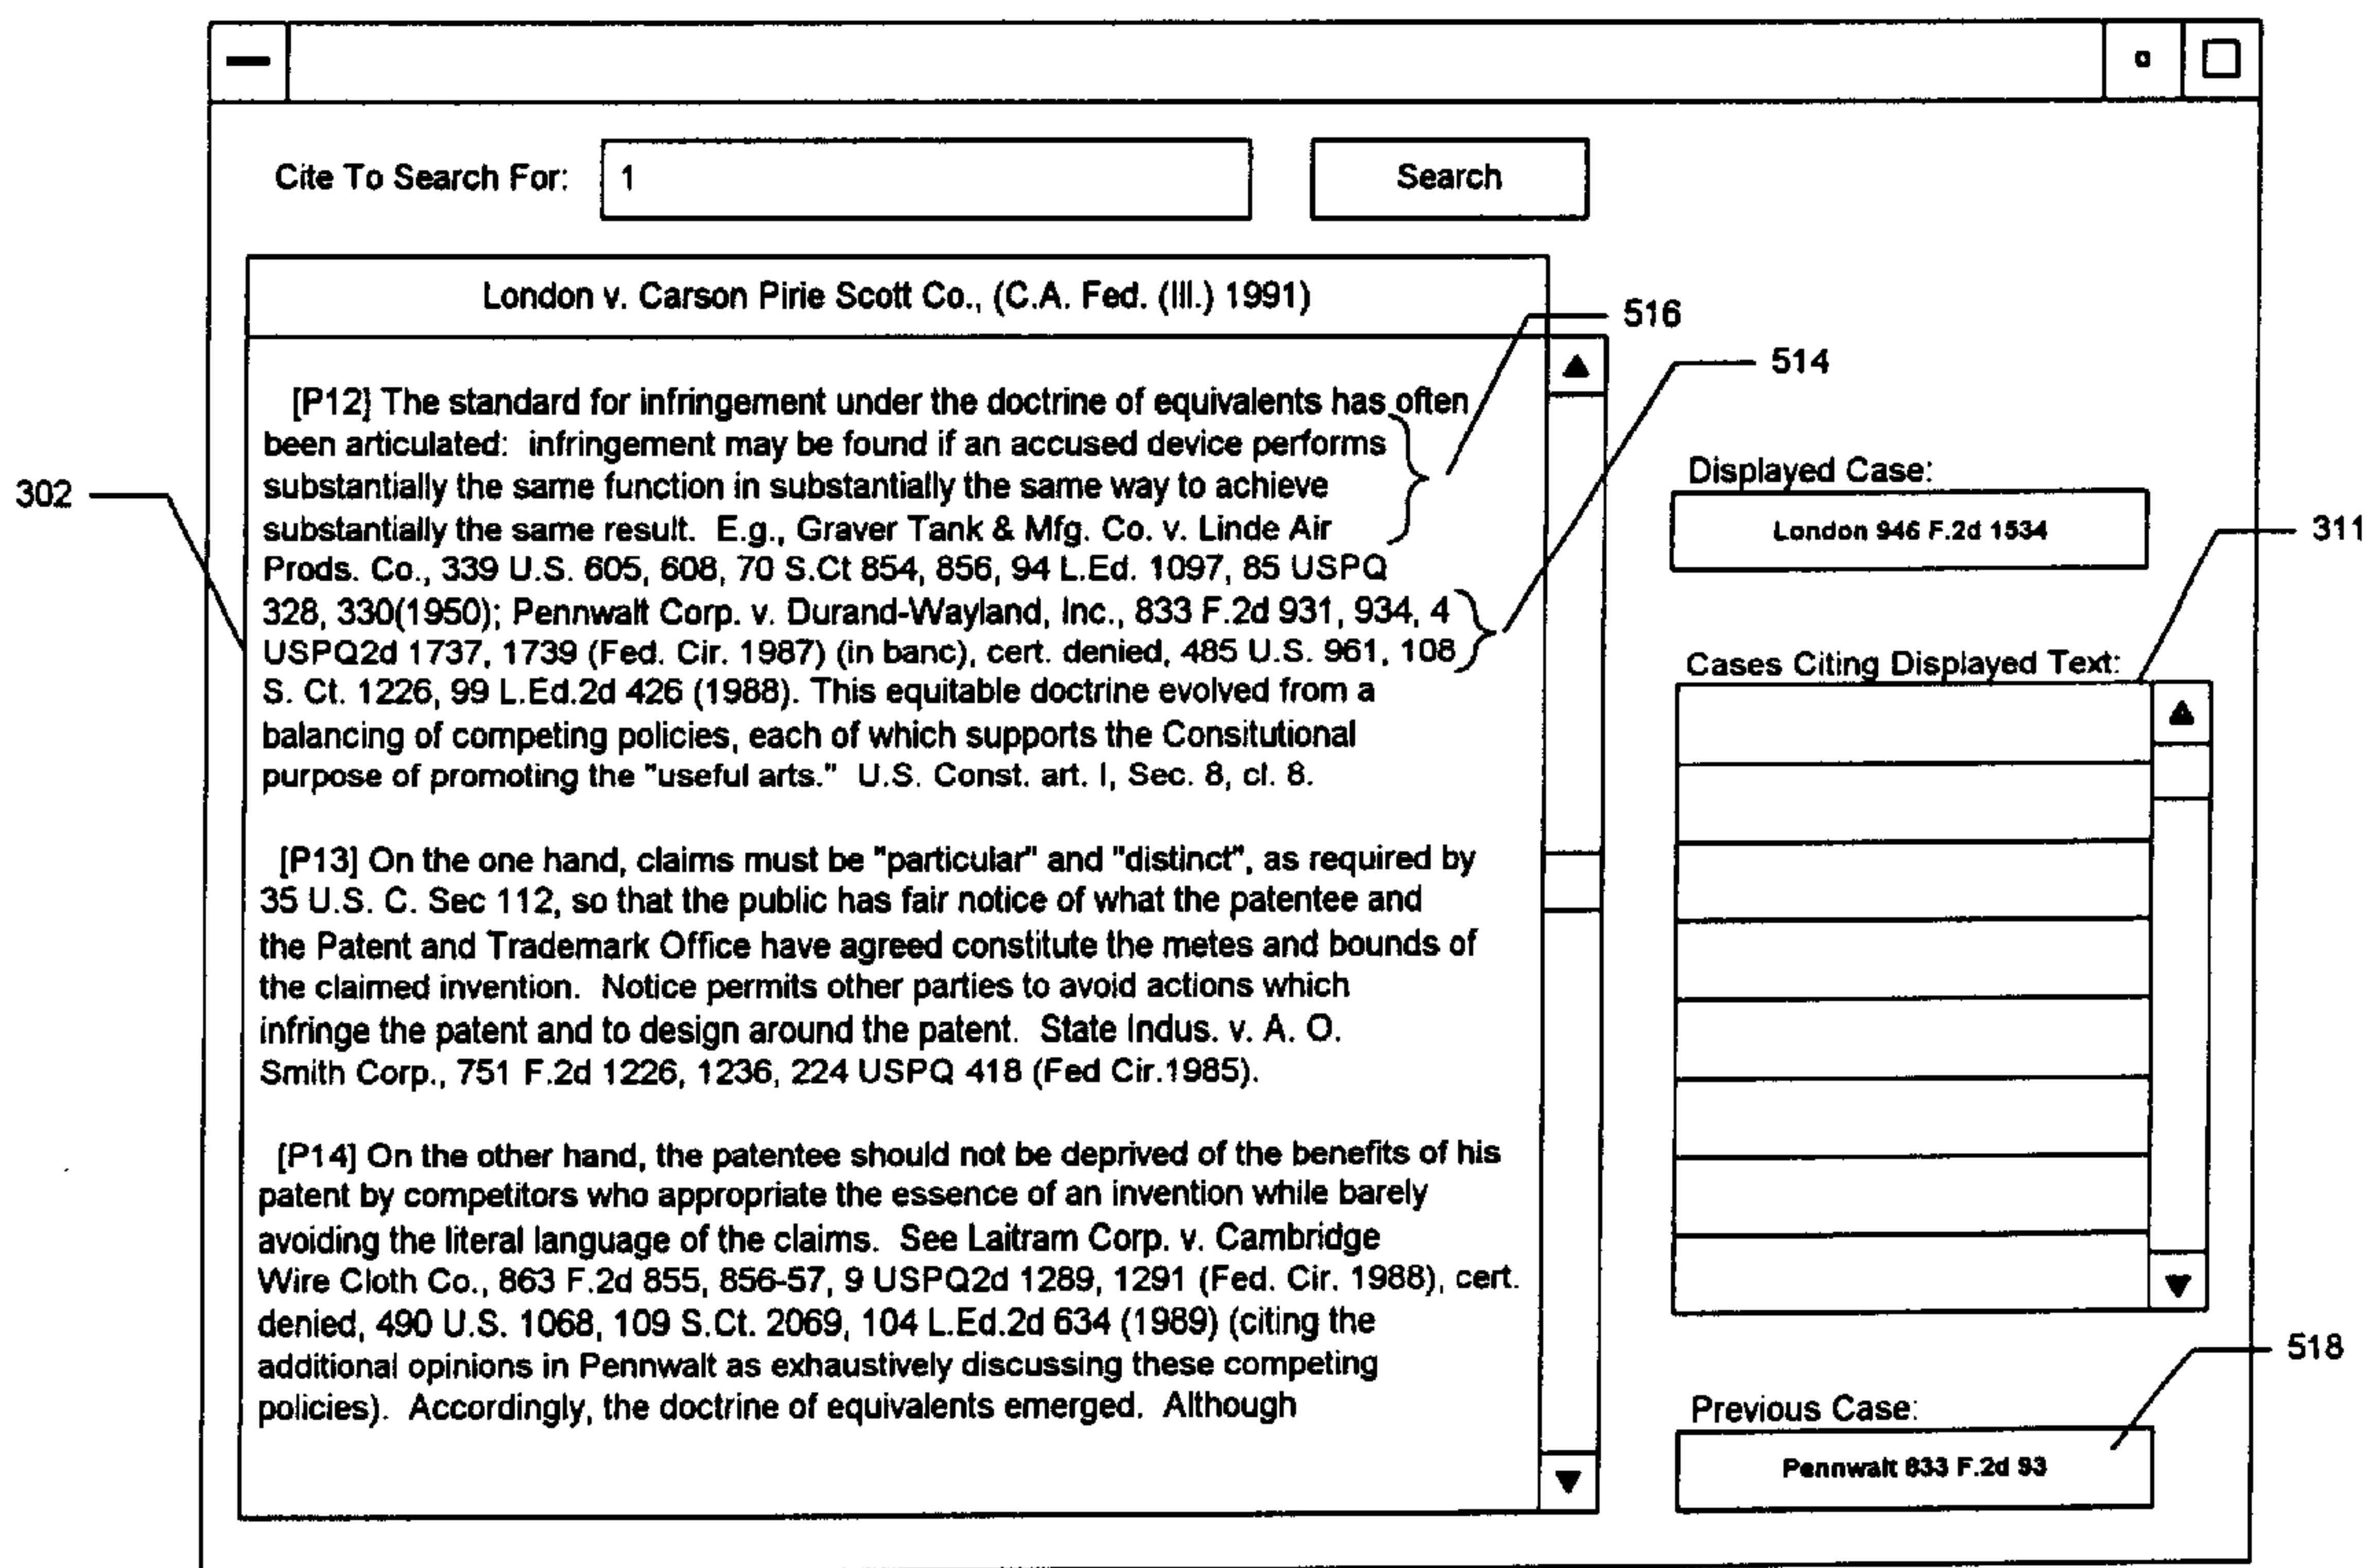 Cite To Search For: 1 Search
London v. Carson Pirie Scott Co., (C.A. Fed. (Ill.) 1991)
516
514
[P12] The standard for infringement under the doctrine of equivalents has often
been articulated: infringement may be found if an accused device performs
substantially the same function in substantially the same way to achieve
substantially the same result. E.g., Graver Tank & Mfg. Co. v. Linde Air
Prods. Co., 339 U.S. 605, 608, 70 S.Ct 854, 856, 94 L.Ed. 1097, 85 USPQ
328, 330(1950); Pennwalt Corp. v. Durand-Wayland, Inc., 833 F.2d 931, 934, 4
USPQ2d 1737, 1739 (Fed. Cir. 1987) (in banc), cert. denied, 485 U.S. 961, 108
S. Ct. 1226, 99 L.Ed.2d 426 (1988). This equitable doctrine evolved from a
balancing of competing policies, each of which supports the Consitutional
purpose of promoting the "useful arts." U.S. Const. art. I, Sec. 8, cl. 8.
[P13] On the one hand, claims must be "particular" and "distinct", as required by
35 U.S. C. Sec 112, so that the public has fair notice of what the patentee and
the Patent and Trademark Office have agreed constitute the metes and bounds of
the claimed invention. Notice permits other parties to avoid actions which
infringe the patent and to design around the patent. State Indus. v. A. O.
Smith Corp., 751 F.2d 1226, 1236, 224 USPQ 418 (Fed Cir.1985).
[P14] On the other hand, the patentee should not be deprived of the benefits of his
patent by competitors who appropriate the essence of an invention while barely
avoiding the literal language of the claims. See Laitram Corp. v. Cambridge
Wire Cloth Co., 863 F.2d 855, 856-57, 9 USPQ2d 1289, 1291 (Fed. Cir. 1988), cert.
denied, 490 U.S. 1068, 109 S.Ct. 2069, 104 L.Ed.2d 634 (1989) (citing the
additional opinions in Pennwalt as exhaustively discussing these competing
policies). Accordingly, the doctrine of equivalents emerged. Although
302
Displayed Case:
London 946 F.2d 1534
311
Cases Citing Displayed Text:
518
Previous Case:
Pennwalt 833 F.2d 93